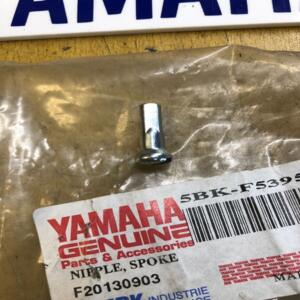 YAMAHA
5BK-F5395
YAMAHA
GENUINE
Parts & Accessories
NIPPLE, SPOKE
F20130903
INDUSTRIE